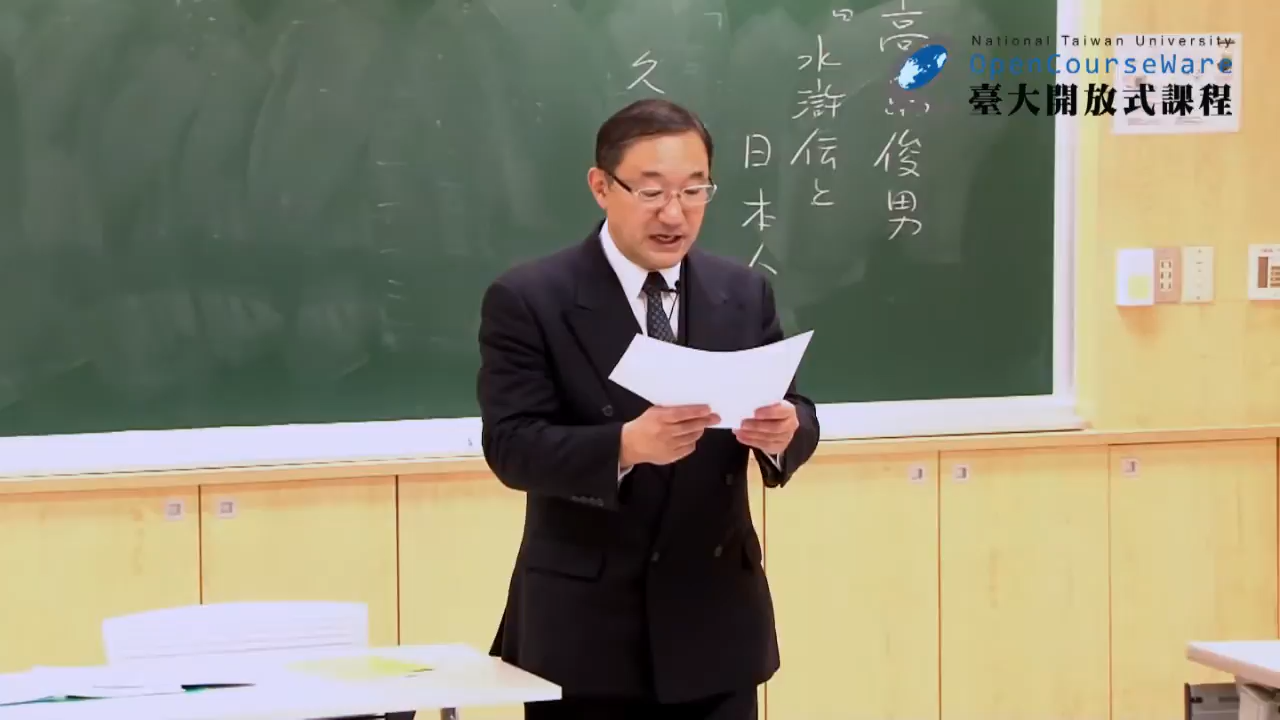 高島俊男
『水滸伝と
日本人
久
National Taiwan University
OpenCourseWare
臺大開放式課程